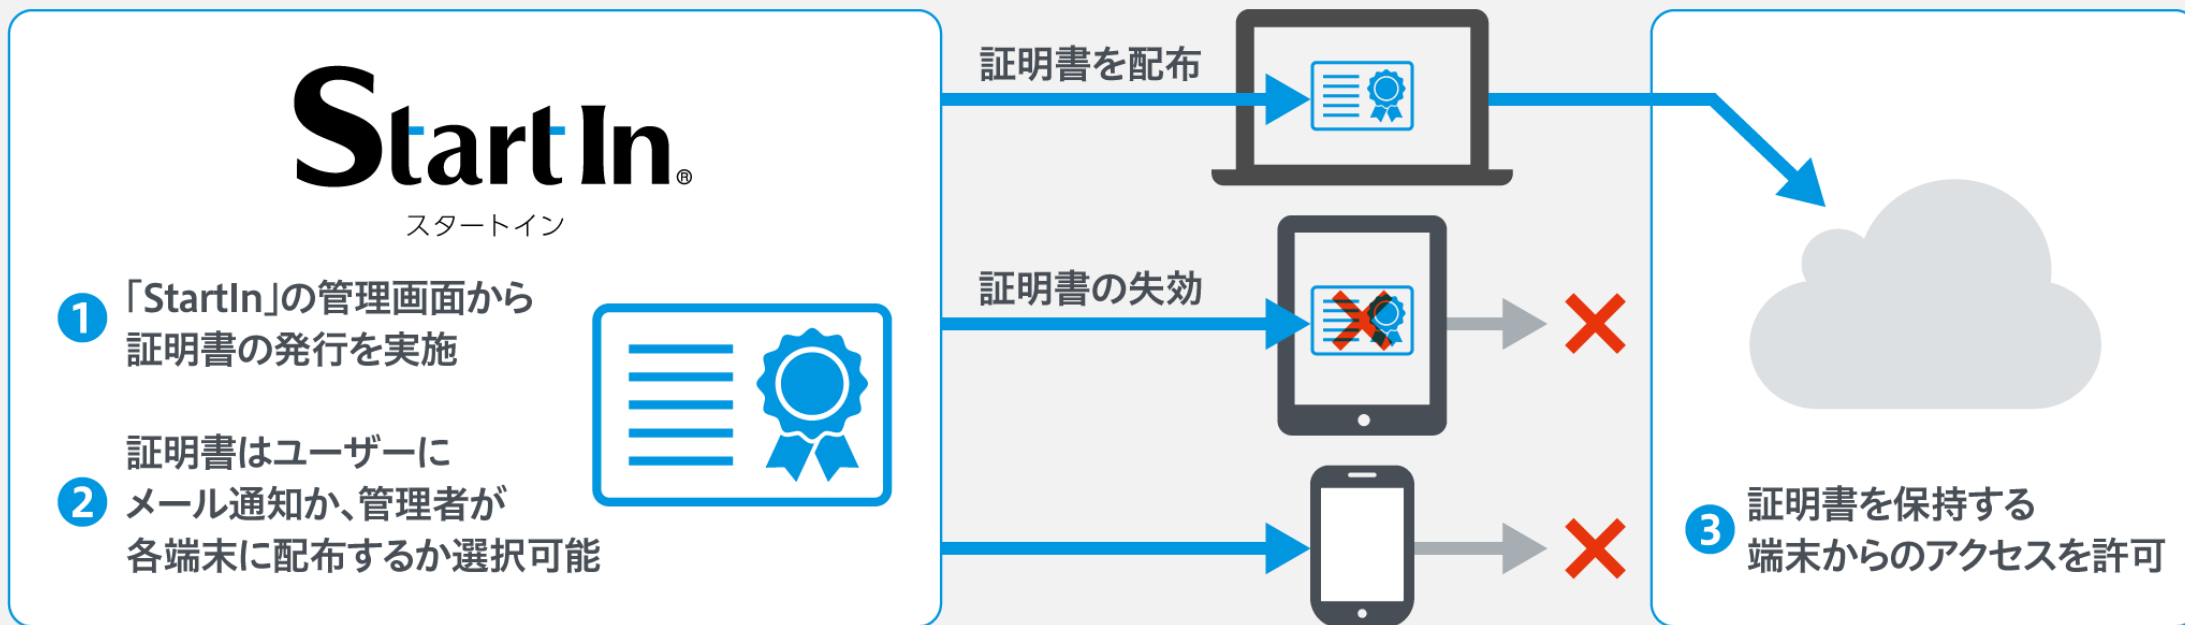 StartIn®
スタートイン
1 「StartIn」の管理画面から
証明書の発行を実施
2 証明書はユーザーに
メール通知か、管理者が
各端末に配布するか選択可能
証明書を配布
証明書の失効
3 証明書を保持する
端末からのアクセスを許可